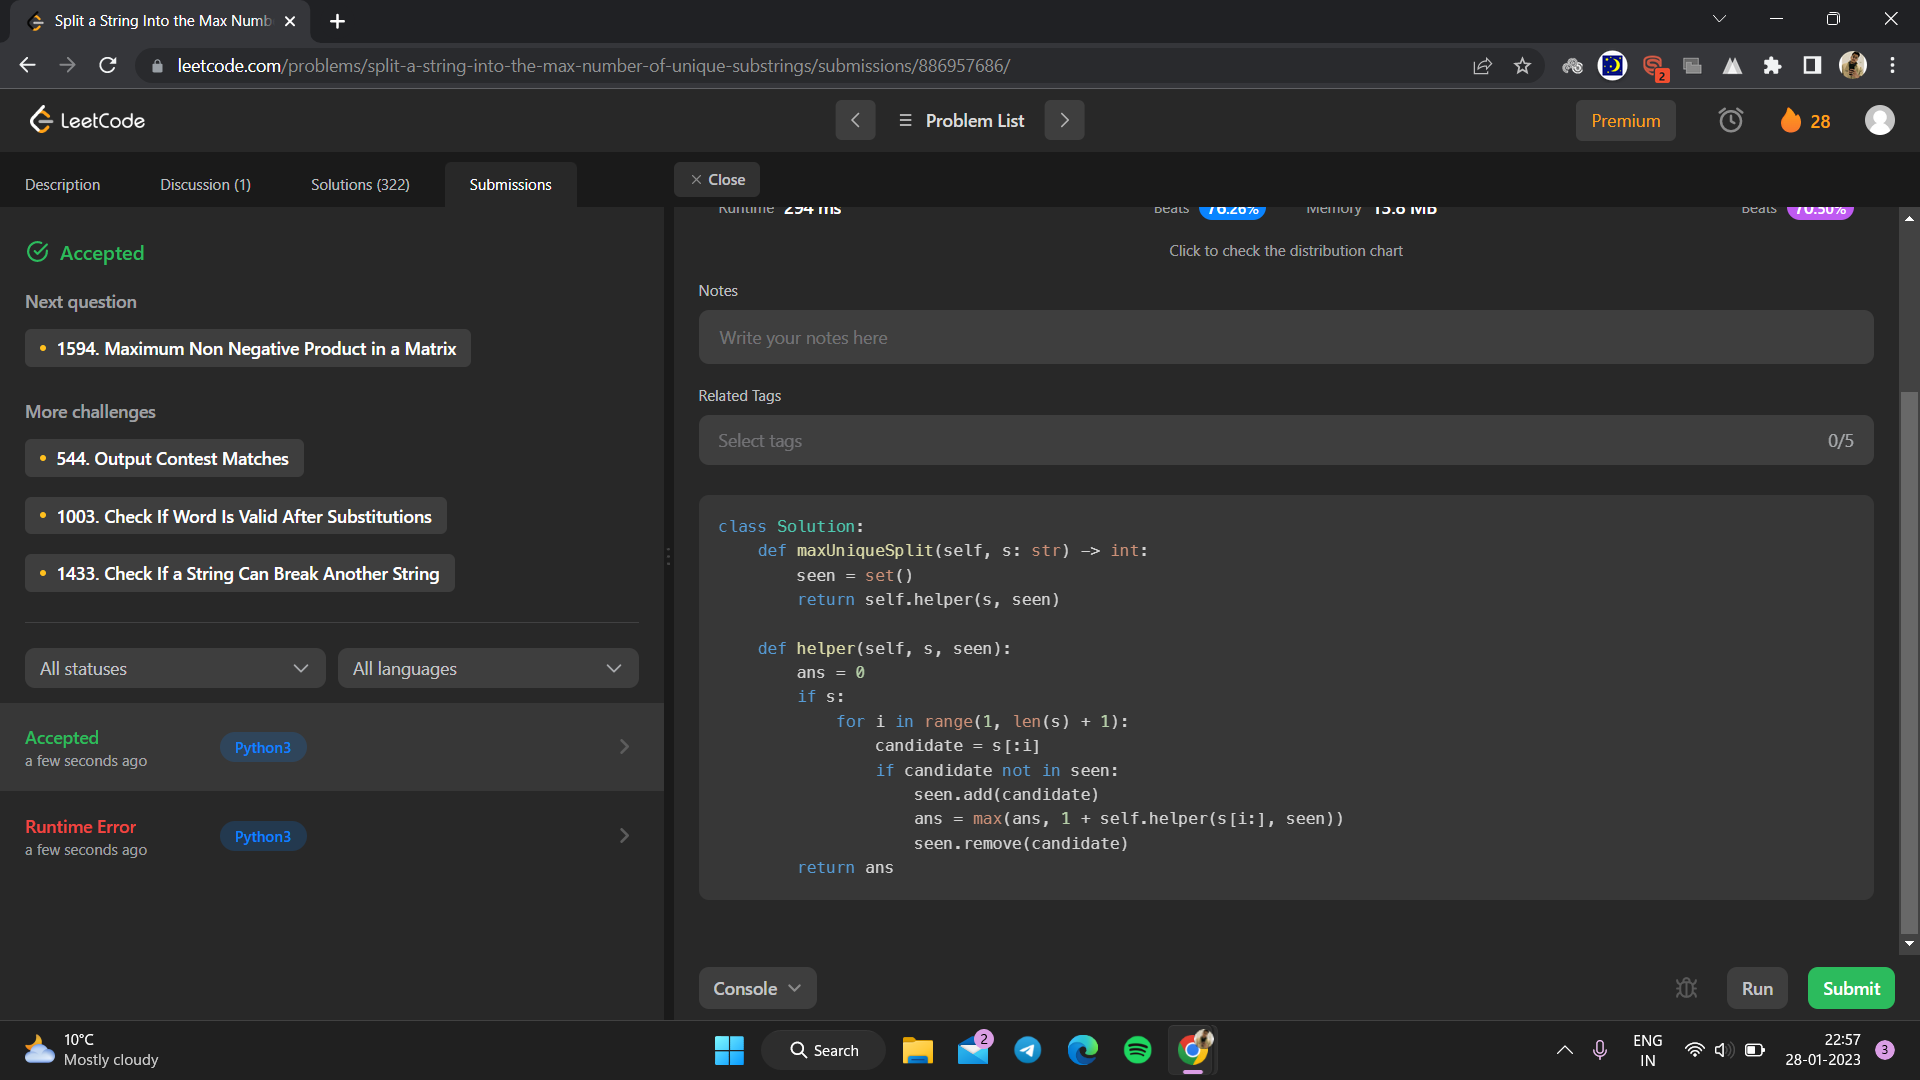 Split a String Into the Max Numb
leetcode.com/problems/split-a-string-into-the-max-number-of-unique-substrings/submissions/886957686/
2
LeetCode
Problem List
Premium
28
Description
Discussion (1)
Solutions (322)
Submissions
Close
Accepted
Next question
1594. Maximum Non Negative Product in a Matrix
More challenges
544. Output Contest Matches
1003. Check If Word Is Valid After Substitutions
1433. Check If a String Can Break Another String
All statuses
All languages
Accepted
a few seconds ago
Python3
Runtime Error
a few seconds ago
Python3
Runtime 294 ms
Beats 76.26%
Memory 13.8 MB
Beats 70.50%
Click to check the distribution chart
Notes
Write your notes here
Related Tags
Select tags
0/5
class Solution:
    def maxUniqueSplit(self, s: str) -> int:
        seen = set()
        return self.helper(s, seen)

    def helper(self, s, seen):
        ans = 0
        if s:
            for i in range(1, len(s) + 1):
                candidate = s[:i]
                if candidate not in seen:
                    seen.add(candidate)
                    ans = max(ans, 1 + self.helper(s[i:], seen))
                    seen.remove(candidate)
        return ans
Console
Run
Submit
10°C
Mostly cloudy
Search
2
ENG
IN
22:57
28-01-2023
3